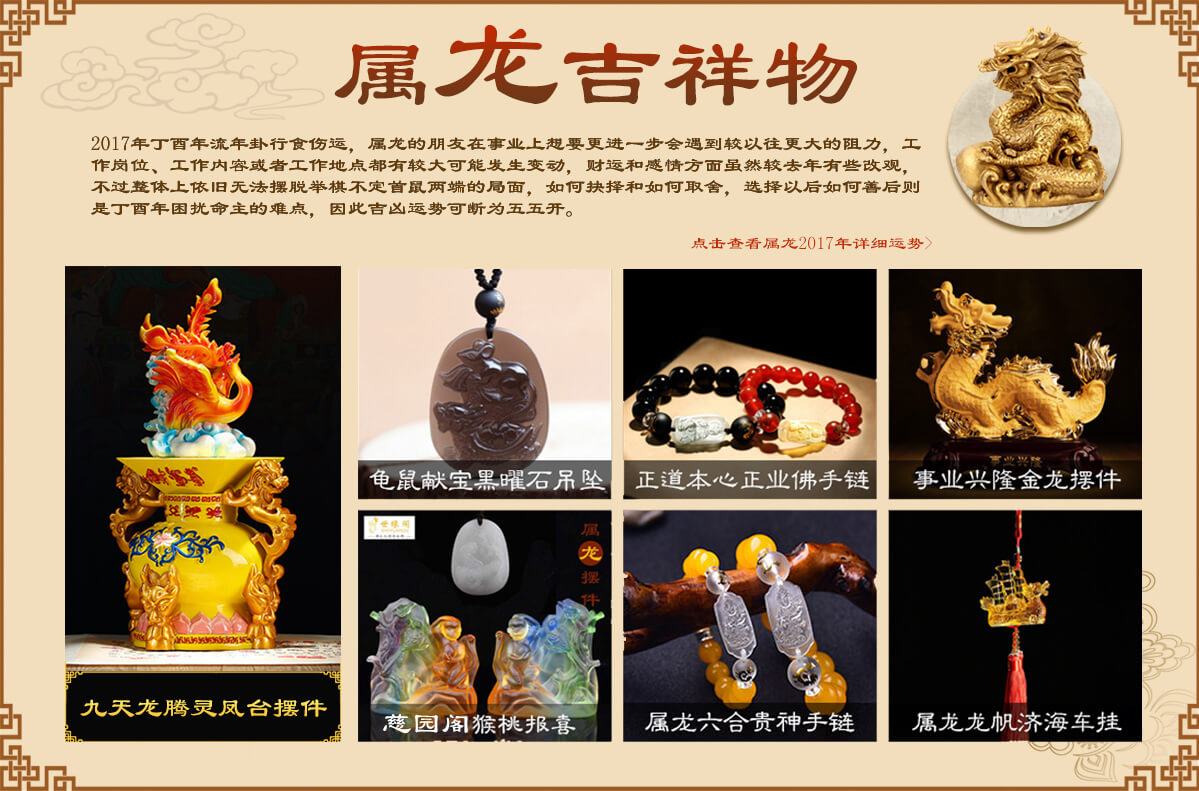 属龙吉祥物
2017年丁酉年流年卦行食伤运，属龙的朋友在事业上想要更进一步会遇到较以往更大的阻力，工
作岗位、工作内容或者工作地点都有较大可能发生变动，财运和感情方面虽然较去年有些改观，
不过整体上依旧无法摆脱举棋不定首鼠两端的局面，如何抉择和如何取舍，选择以后如何善后则
是丁酉年困扰命主的难点，因此吉凶运势可断为五五开。
点击查看属龙2017年详细运势>
九天龙腾灵凤台摆件
龟鼠献宝黑曜石吊坠
正道本心正业佛手链
事业兴隆
事业兴隆金龙摆件
世缘阁
属龙摆件
慈园阁猴桃报喜
属龙六合贵神手链
属龙龙帆济海车挂